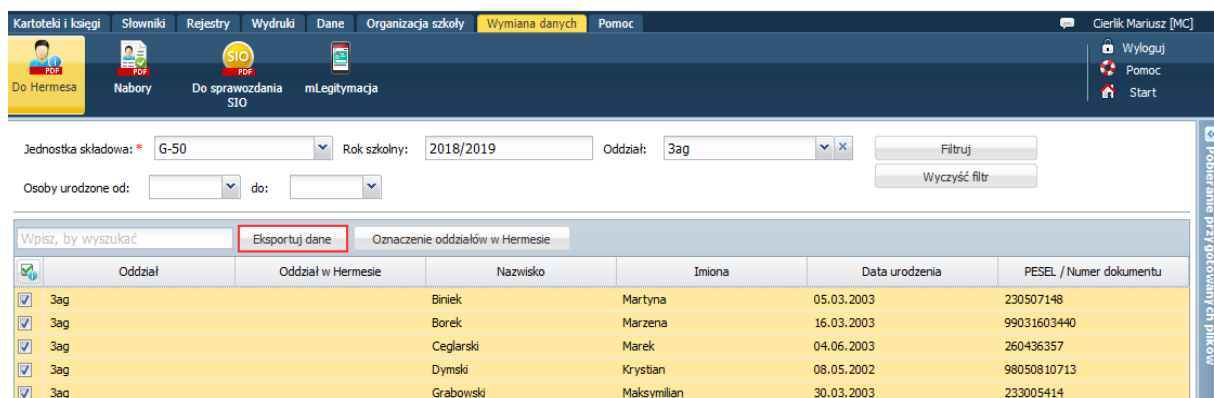 Kartoteki i księgi Słowniki Rejestry Wydruki Dane Organizacja szkoły Wymiana danych Pomoc Cierlik Mariusz [MC]
PDF PDF SIO PDF
Do Hermesa Nabory Do sprawozdania SIO mLegitymacja
Wyloguj
Pomoc
Start
Jednostka składowa: * G-50 Rok szkolny: 2018/2019 Oddział: 3ag Filtruj
Osoby urodzone od: do: Wyczyść filtr
Wpisz, by wyszukać Eksportuj dane Oznaczenie oddziałów w Hermesie
Oddział Oddział w Hermesie Nazwisko Imiona Data urodzenia PESEL / Numer dokumentu
3ag Biniek Martyna 05.03.2003 230507148
3ag Borek Marzena 16.03.2003 99031603440
3ag Ceglarski Marek 04.06.2003 260436357
3ag Dymski Krystian 08.05.2002 98050810713
3ag Grabowski Maksymilian 30.03.2003 233005414
Pobieranie przygotowanych plików